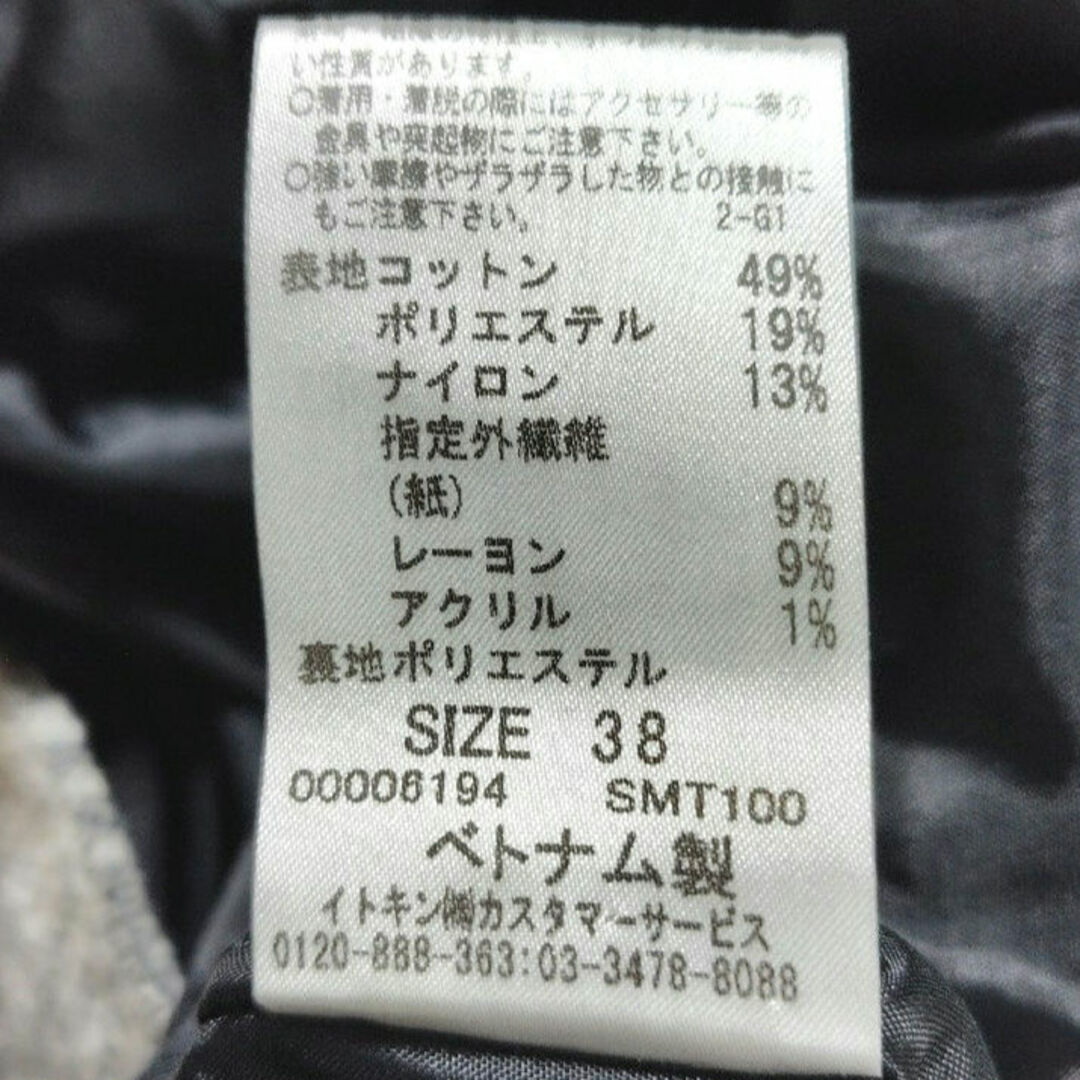 い性質があります。
○着用・着脱の際にはアクセサリー等の
金具や突起物にご注意下さい。
○強い摩擦やザラザラした物との接触に
もご注意下さい。 2-G1
表地コットン 49%
ポリエステル 19%
ナイロン 13%
指定外繊維
(紙) 9%
レーヨン 9%
アクリル 1%
裏地ポリエステル
SIZE 38
00006194 SMT100
ベトナム製
イトキン㈱カスタマーサービス
0120-888-363:03-3478-8088